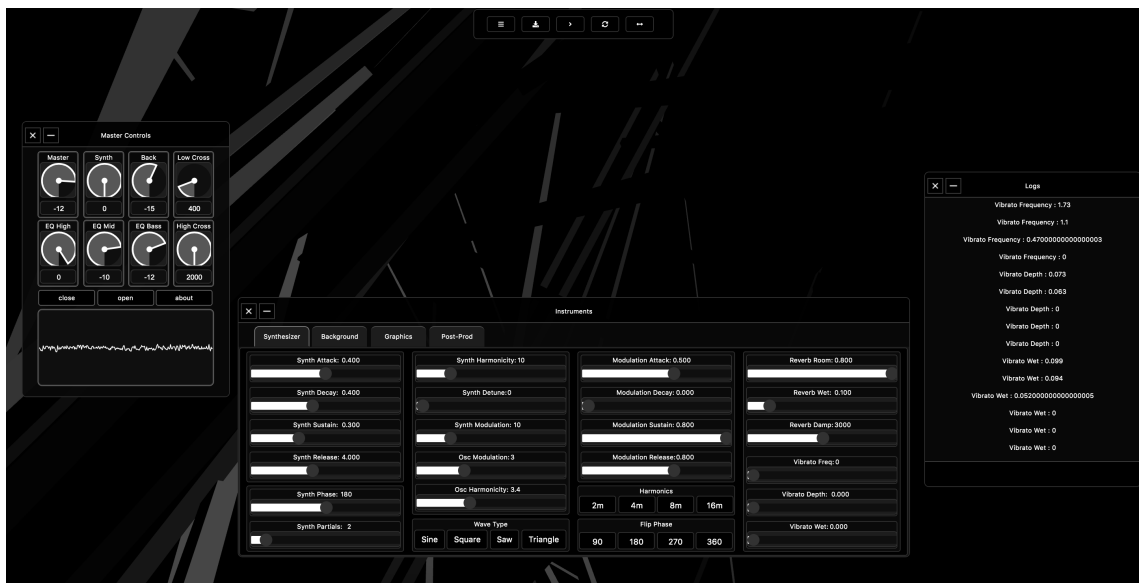 Master Controls
Master Synth Back Low Cross
-12 0 -15 400
EQ High EQ Mid EQ Bass High Cross
0 -10 -12 2000
close open about
Instruments
Synthesizer Background Graphics Post-Prod
Synth Attack: 0.400
Synth Decay: 0.400
Synth Sustain: 0.300
Synth Release: 4.000
Synth Phase: 180
Synth Partials: 2
Synth Harmonicity: 10
Synth Detune:0
Synth Modulation: 10
Osc Modulation: 3
Osc Harmonicity: 3.4
Wave Type
Sine Square Saw Triangle
Modulation Attack: 0.500
Modulation Decay: 0.000
Modulation Sustain: 0.800
Modulation Release:0.800
Harmonics
2m 4m 8m 16m
Flip Phase
90 180 270 360
Reverb Room: 0.800
Reverb Wet: 0.100
Reverb Damp:3000
Vibrato Freq: 0
Vibrato Depth: 0.000
Vibrato Wet: 0.000
Logs
Vibrato Frequency : 1.73
Vibrato Frequency : 1.1
Vibrato Frequency : 0.47000000000000003
Vibrato Frequency : 0
Vibrato Depth : 0.073
Vibrato Depth : 0.063
Vibrato Depth : 0
Vibrato Depth : 0
Vibrato Depth : 0
Vibrato Wet : 0.099
Vibrato Wet : 0.094
Vibrato Wet : 0.052000000000000005
Vibrato Wet : 0
Vibrato Wet : 0
Vibrato Wet : 0